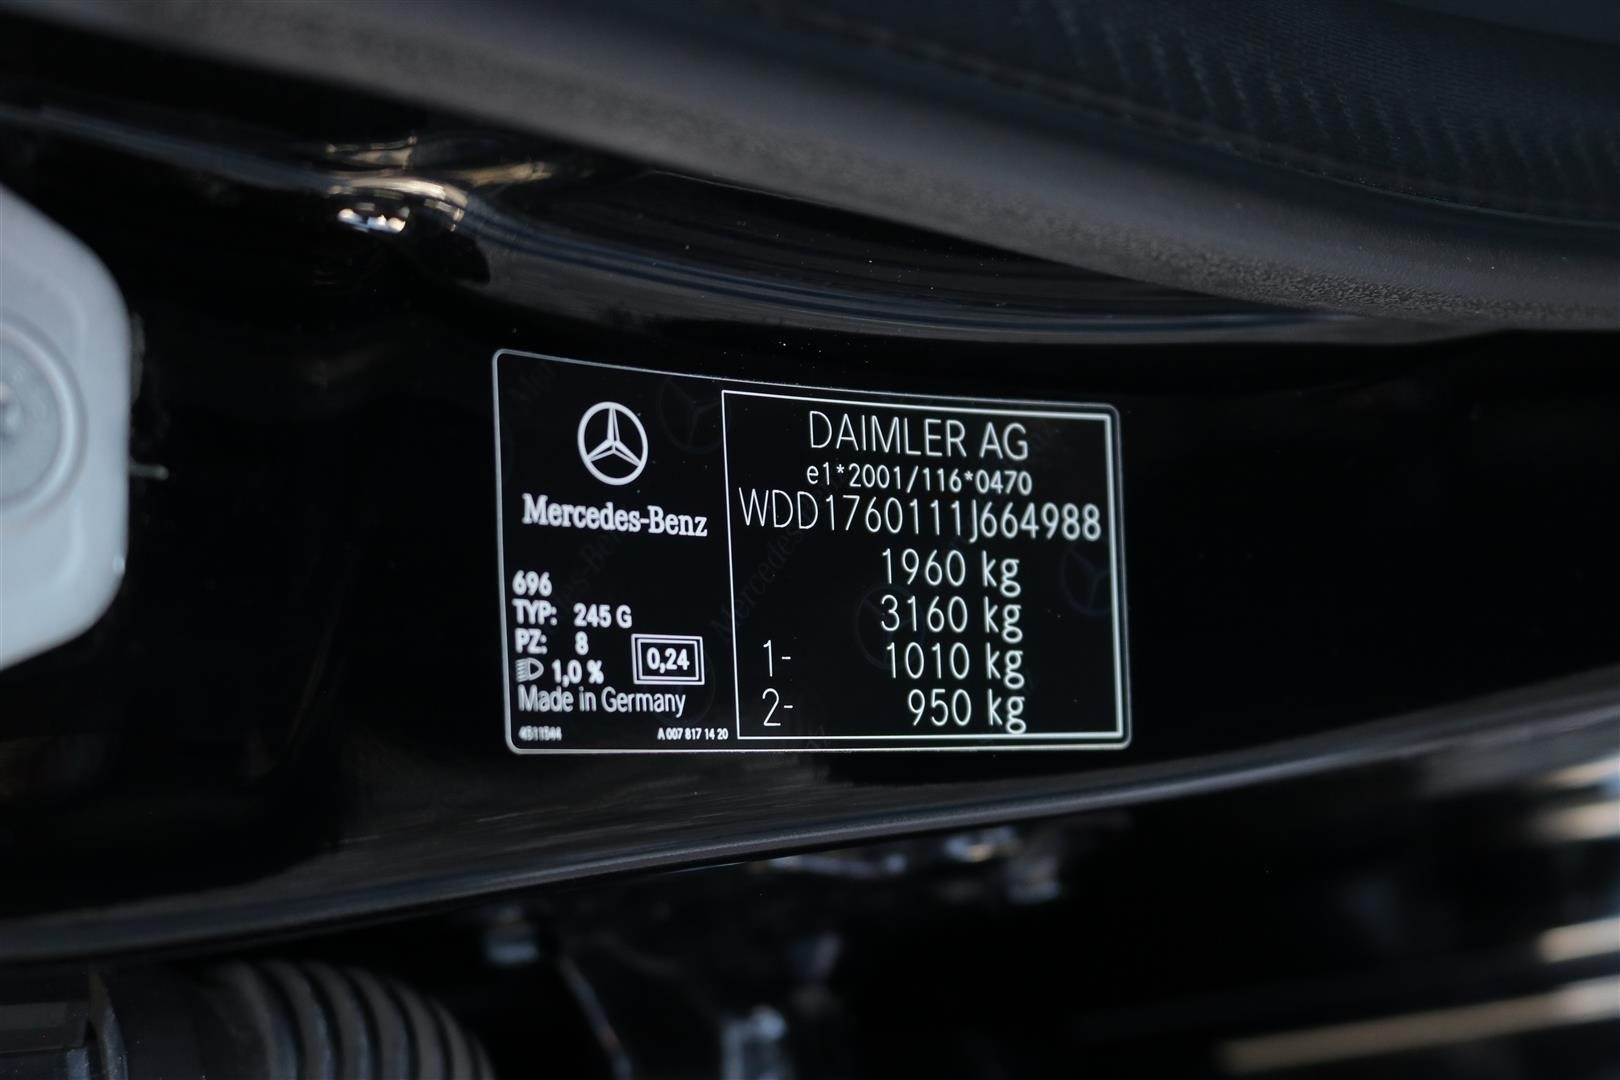 Mercedes-Benz
696
TYP: 245 G
PZ: 8
1,0 %
0,24
Made in Germany
4511544
A 007 817 14 20
DAIMLER AG
e1*2001/116*0470
WDD1760111J664988
1960 kg
3160 kg
1- 1010 kg
2- 950 kg